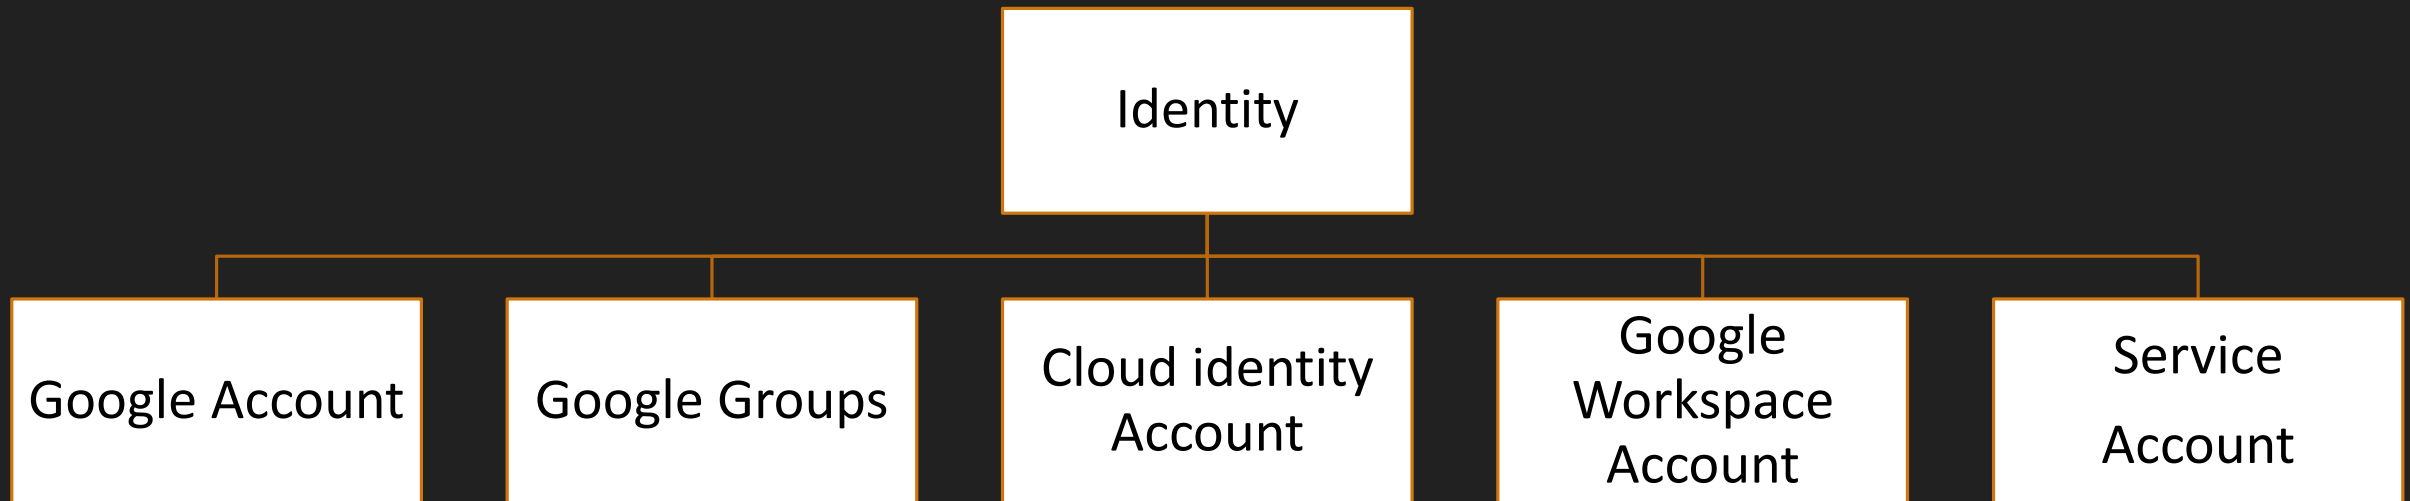 Identity
Google Account
Google Groups
Cloud identity
Account
Google
Workspace
Account
Service
Account